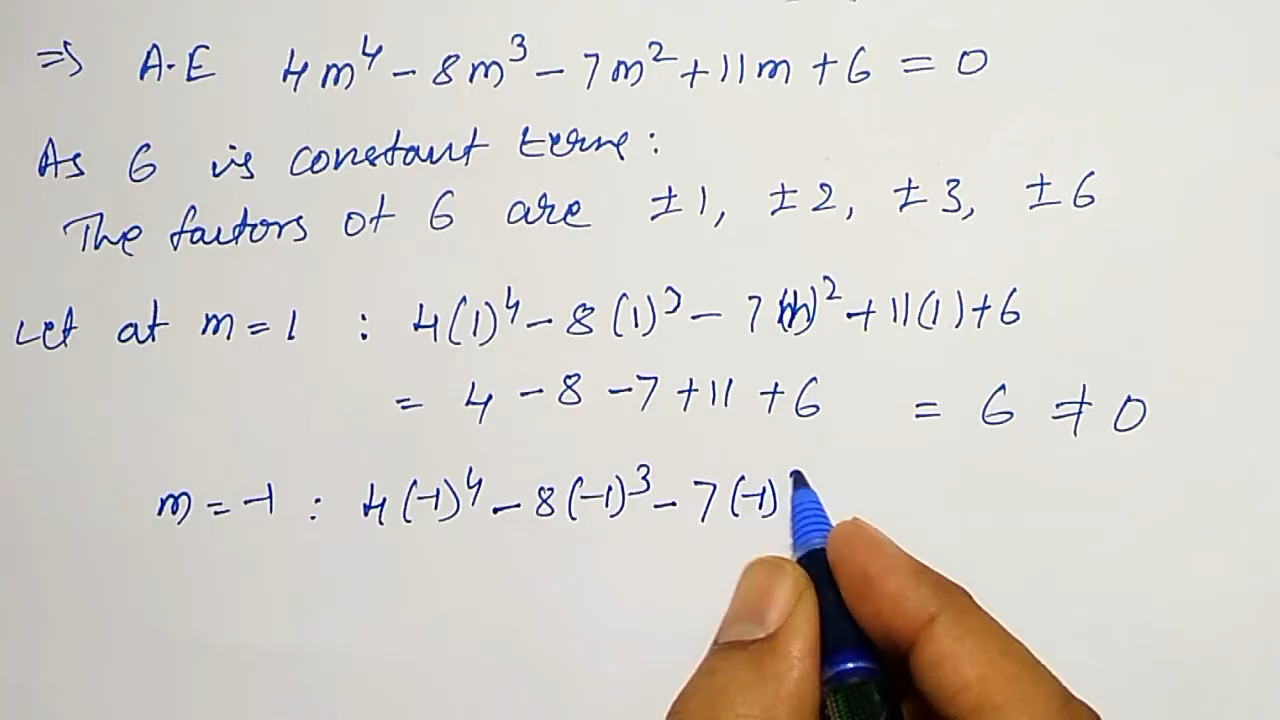 ⇒ A.E 4m⁴ - 8m³ - 7m² + 11m + 6 = 0
As 6 is constant term:
The factors of 6 are ±1, ±2, ±3, ±6
Let at m = 1 : 4(1)⁴ - 8(1)³ - 7(1)² + 11(1) + 6
= 4 - 8 - 7 + 11 + 6 = 6 ≠ 0
m = -1 : 4(-1)⁴ - 8(-1)³ - 7(-1)